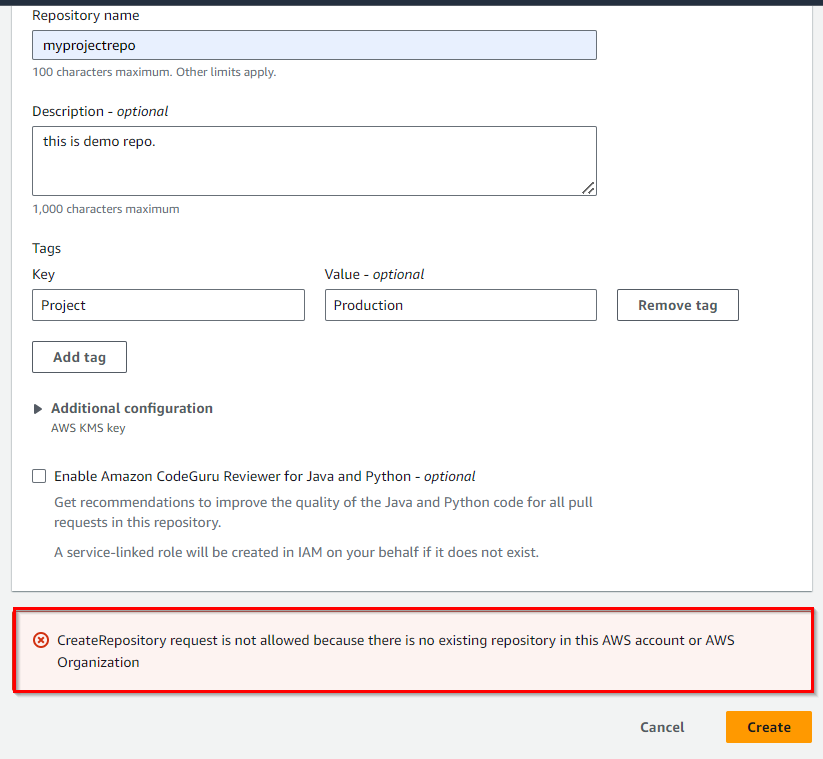 Repository name
myprojectrepo
100 characters maximum. Other limits apply.
Description - optional
this is demo repo.
1,000 characters maximum
Tags
Key
Value - optional
Project
Production
Remove tag
Add tag
Additional configuration
AWS KMS key
Enable Amazon CodeGuru Reviewer for Java and Python - optional
Get recommendations to improve the quality of the Java and Python code for all pull
requests in this repository.
A service-linked role will be created in IAM on your behalf if it does not exist.
CreateRepository request is not allowed because there is no existing repository in this AWS account or AWS
Organization
Cancel
Create